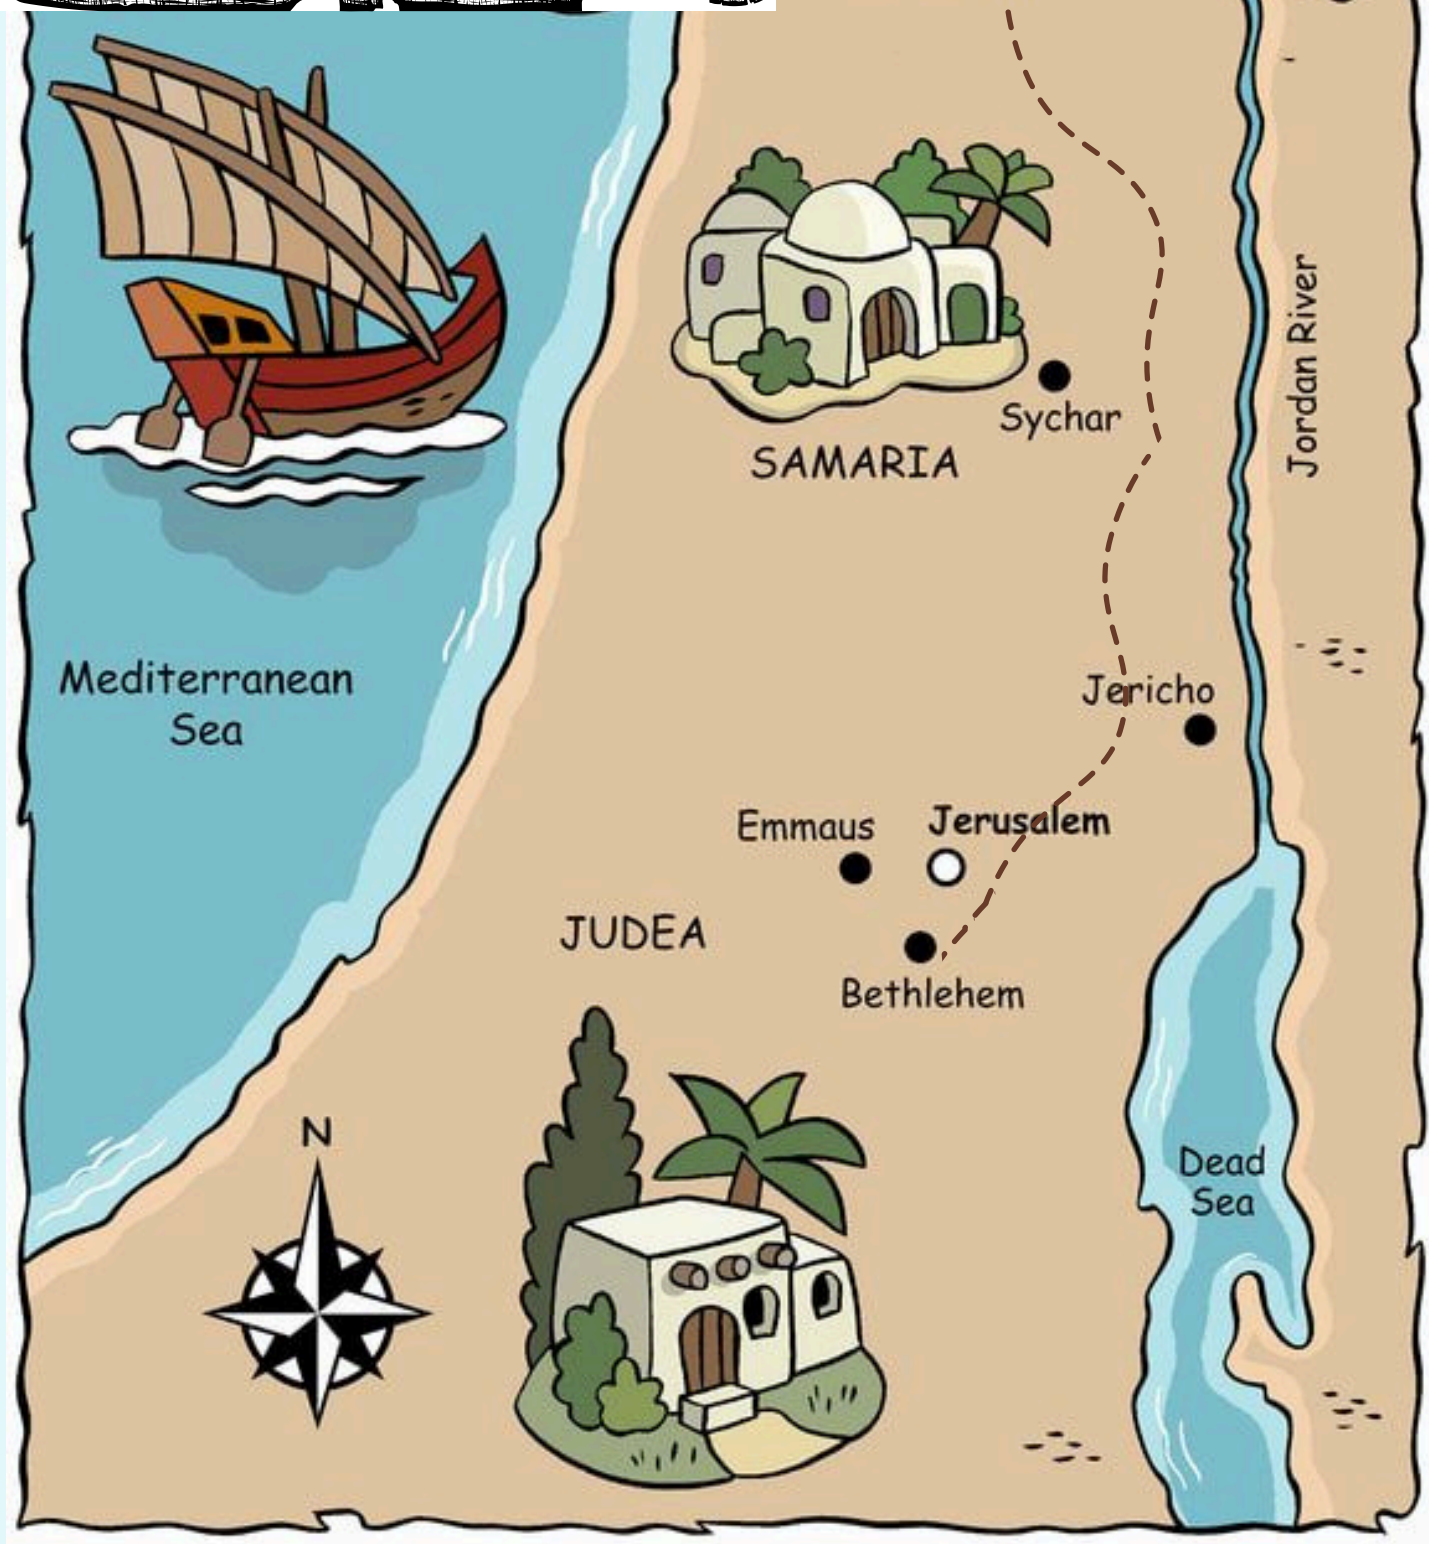 Jordan River
Sychar
SAMARIA
Mediterranean
Sea
Jericho
Emmaus
Jerusalem
JUDEA
Bethlehem
N
Dead
Sea